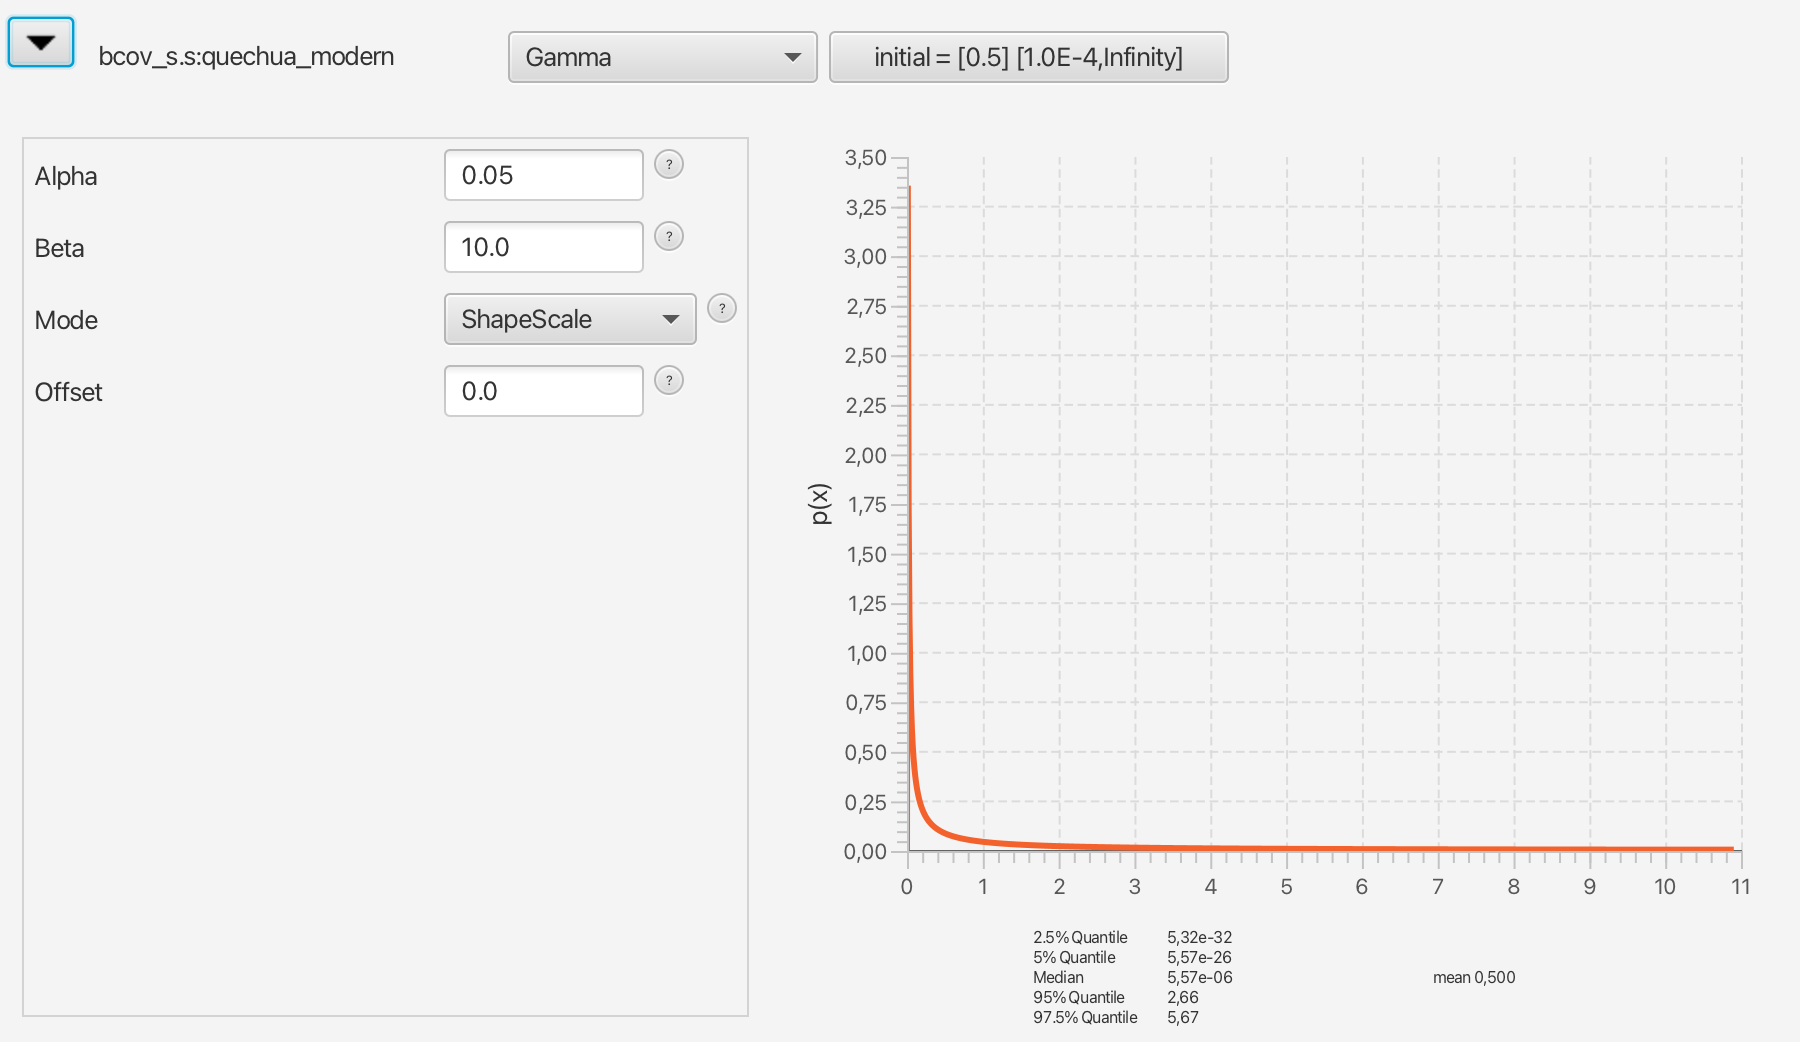 bcov_s.s:quechua_modern Gamma initial = [0.5] [1.0E-4,Infinity]
Alpha 0.05 ?
Beta 10.0 ?
Mode ShapeScale ?
Offset 0.0 ?
p(x)
3,50
3,25
3,00
2,75
2,50
2,25
2,00
1,75
1,50
1,25
1,00
0,75
0,50
0,25
0,00
0 1 2 3 4 5 6 7 8 9 10 11
2.5% Quantile 5,32e-32
5% Quantile 5,57e-26
Median 5,57e-06 mean 0,500
95% Quantile 2,66
97.5% Quantile 5,67